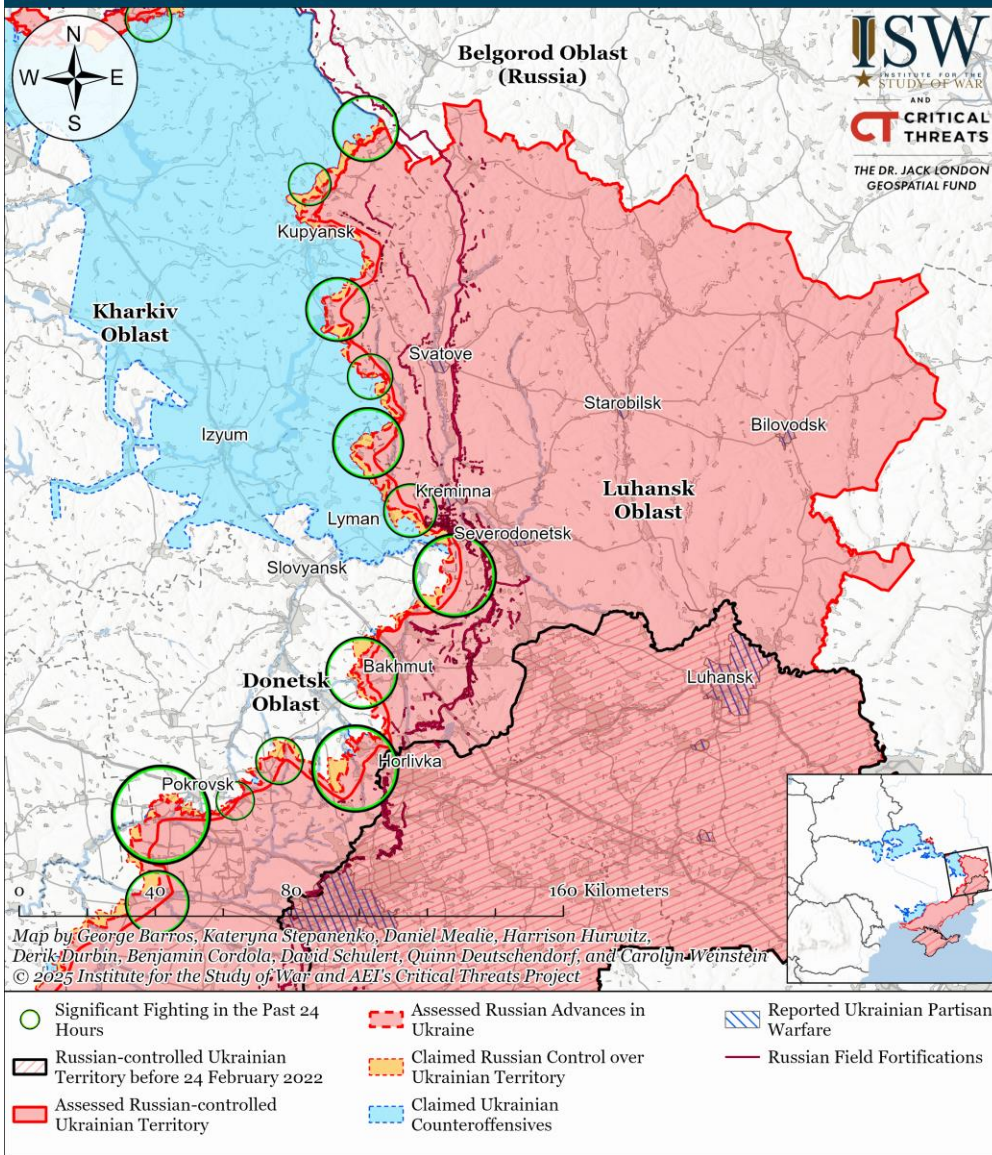 N
W E
S
Belgorod Oblast
(Russia)
ISW
INSTITUTE FOR THE
STUDY OF WAR
AND
CT CRITICAL
THREATS
THE DR. JACK LONDON
GEOSPATIAL FUND
Kupyansk
Kharkiv
Oblast
Svatove
Starobilsk
Bilovodsk
Izyum
Kreminna
Luhansk
Oblast
Lyman
Severodonetsk
Slovyansk
Bakhmut
Luhansk
Donetsk
Oblast
Horlivka
Pokrovsk
0 40 80 160 Kilometers
Map by George Barros, Kateryna Stepanenko, Daniel Mealie, Harrison Hurwitz,
Derik Durbin, Benjamin Cordola, David Schulert, Quinn Deutschendorf, and Carolyn Weinstein
© 2025 Institute for the Study of War and AEI's Critical Threats Project
Significant Fighting in the Past 24
Hours
Russian-controlled Ukrainian
Territory before 24 February 2022
Assessed Russian-controlled
Ukrainian Territory
Assessed Russian Advances in
Ukraine
Claimed Russian Control over
Ukrainian Territory
Claimed Ukrainian
Counteroffensives
Reported Ukrainian Partisan
Warfare
Russian Field Fortifications